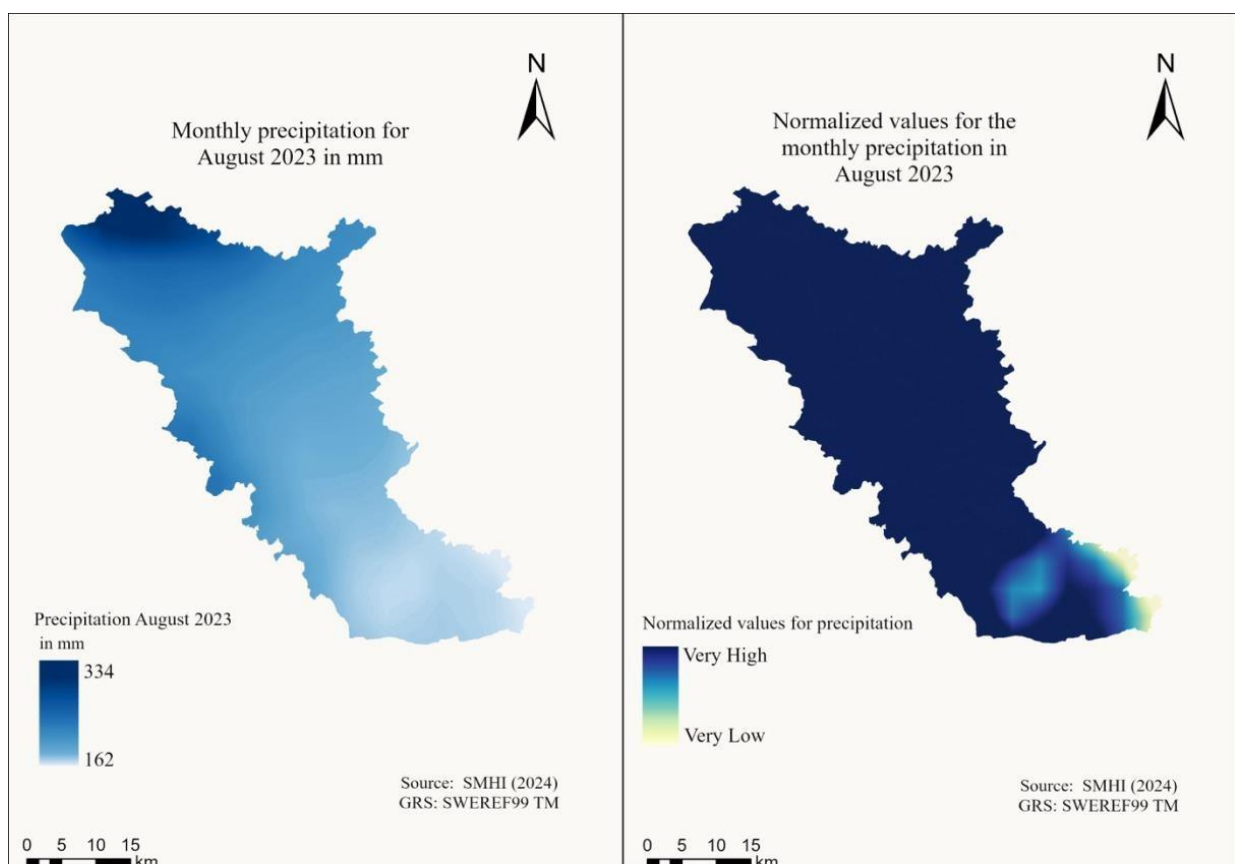 N
Monthly precipitation for
August 2023 in mm
Precipitation August 2023
in mm
334
162
Source: SMHI (2024)
GRS: SWEREF99 TM
0 5 10 15
km
N
Normalized values for the
monthly precipitation in
August 2023
Normalized values for precipitation
Very High
Very Low
Source: SMHI (2024)
GRS: SWEREF99 TM
0 5 10 15
km